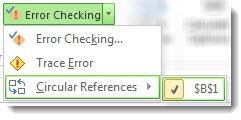 Error Checking
Error Checking...
Trace Error
Circular References
$B$1